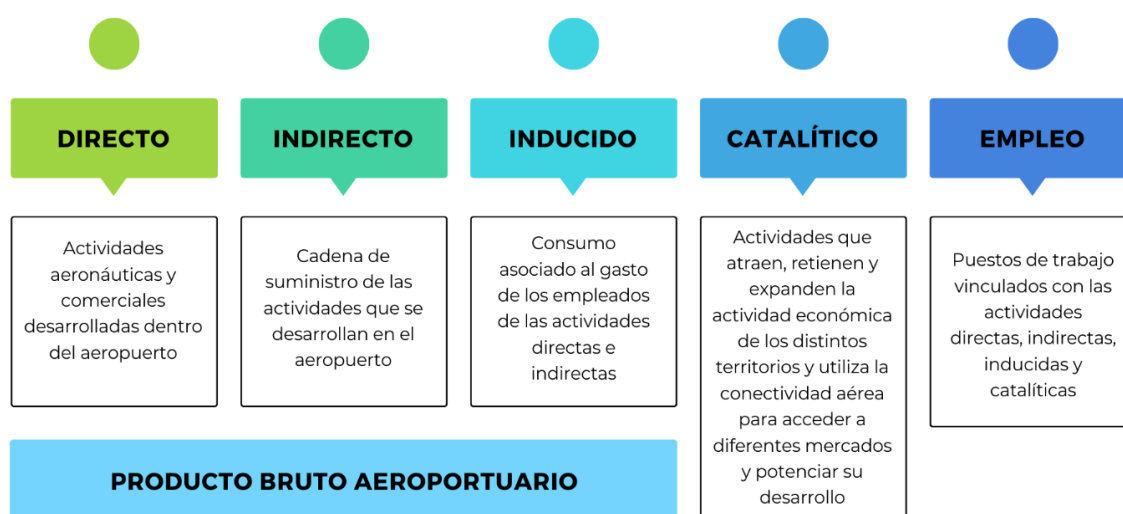 DIRECTO
Actividades
aeronáuticas y
comerciales
desarrolladas dentro
del aeropuerto
INDIRECTO
Cadena de
suministro de las
actividades que se
desarrollan en el
aeropuerto
INDUCIDO
Consumo
asociado al gasto
de los empleados
de las actividades
directas e
indirectas
CATALÍTICO
Actividades que
atraen, retienen y
expanden la
actividad económica
de los distintos
territorios y utiliza la
conectividad aérea
para acceder a
diferentes mercados
y potenciar su
desarrollo
EMPLEO
Puestos de trabajo
vinculados con las
actividades
directas, indirectas,
inducidas y
catalíticas
PRODUCTO BRUTO AEROPORTUARIO